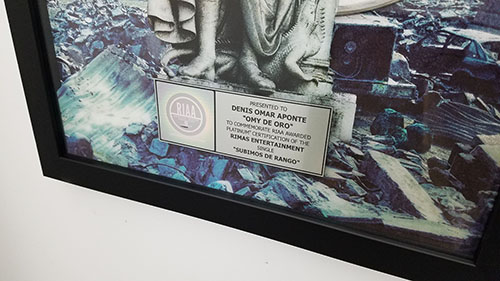 RIAA
PRESENTED TO
DENIS OMAR APONTE
"OMY DE ORO"
TO COMMEMORATE RIAA AWARDED
PLATINUM* CERTIFICATION OF THE
RIMAS ENTERTAINMENT
SINGLE
"SUBIMOS DE RANGO"